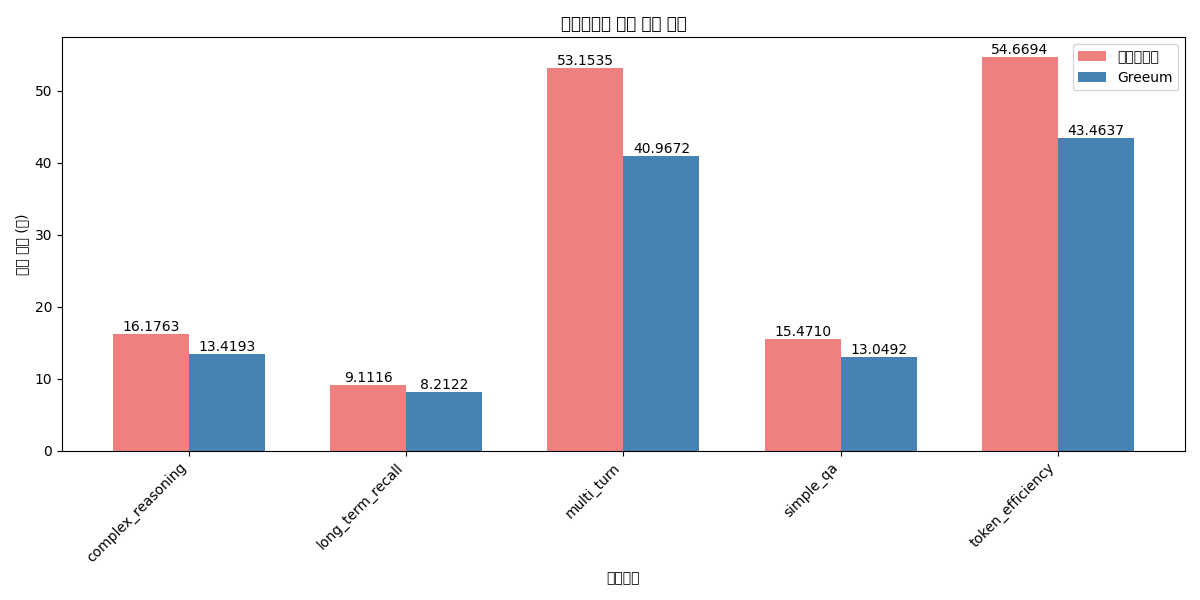 53.1535
54.6694
Greeum
50
43.4637
40.9672
40
30
20
16.1763
15.4710
13.4193
13.0492
10
9.1116
8.2122
0
complex_reasoning
long_term_recall
multi_turn
simple_qa
token_efficiency